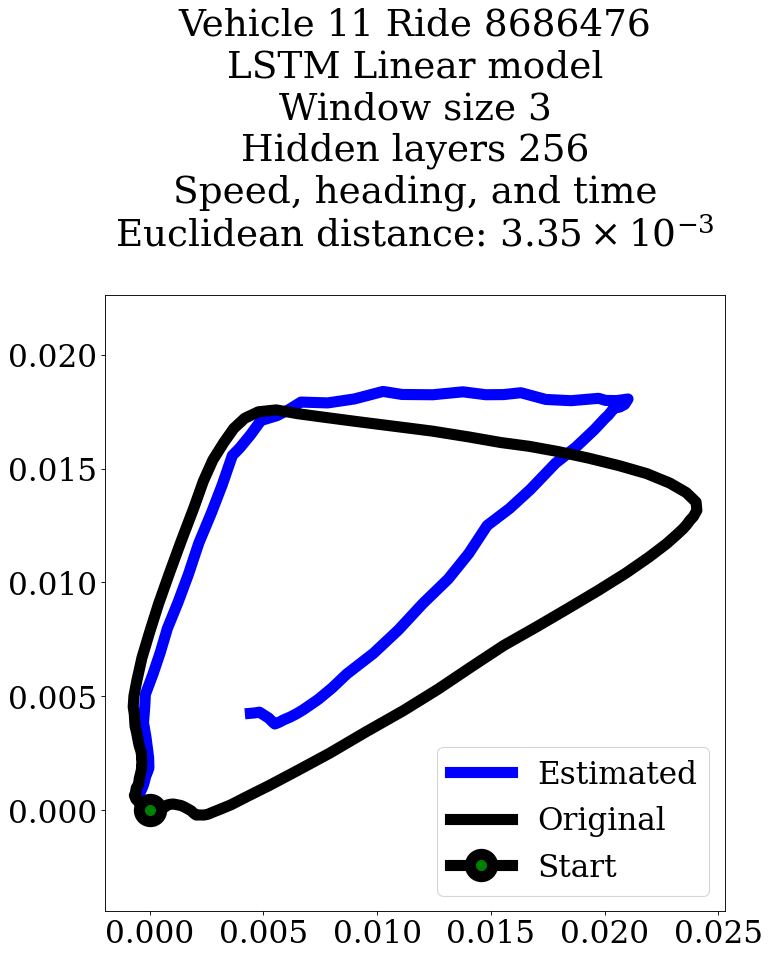 Vehicle 11 Ride 8686476
LSTM Linear model
Window size 3
Hidden layers 256
Speed, heading, and time
Euclidean distance: 3.35 × 10⁻³
0.020
0.015
0.010
0.005
0.000
Estimated
Original
Start
0.000 0.005 0.010 0.015 0.020 0.025